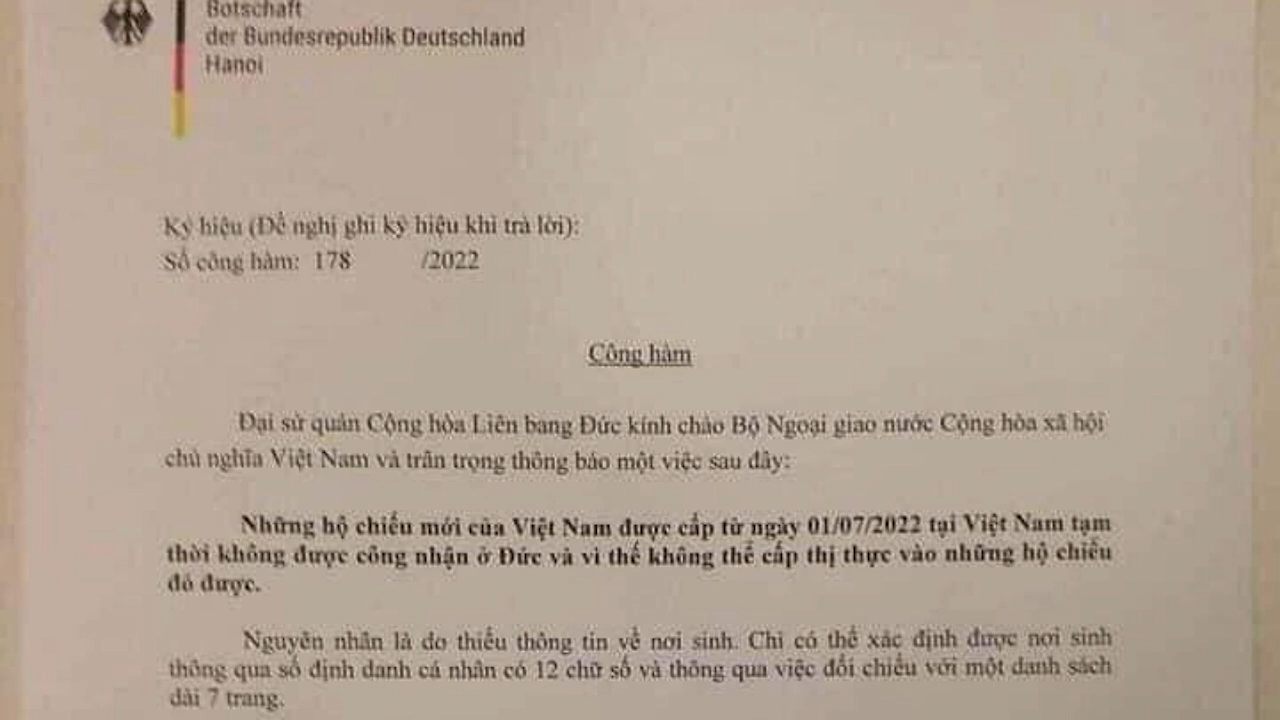 Botschaft
der Bundesrepublik Deutschland
Hanoi
Ký hiệu (Đề nghị ghi ký hiệu khi trả lời):
Số công hàm: 178 /2022
Công hàm
Đại sứ quán Cộng hòa Liên bang Đức kính chào Bộ Ngoại giao nước Cộng hòa xã hội
chủ nghĩa Việt Nam và trân trọng thông báo một việc sau đây:
Những hộ chiếu mới của Việt Nam được cấp từ ngày 01/07/2022 tại Việt Nam tạm
thời không được công nhận ở Đức và vì thế không thể cấp thị thực vào những hộ chiếu
đó được.
Nguyên nhân là do thiếu thông tin về nơi sinh. Chỉ có thể xác định được nơi sinh
thông qua số định danh cá nhân có 12 chữ số và thông qua việc đối chiếu với một danh sách
dài 7 trang.